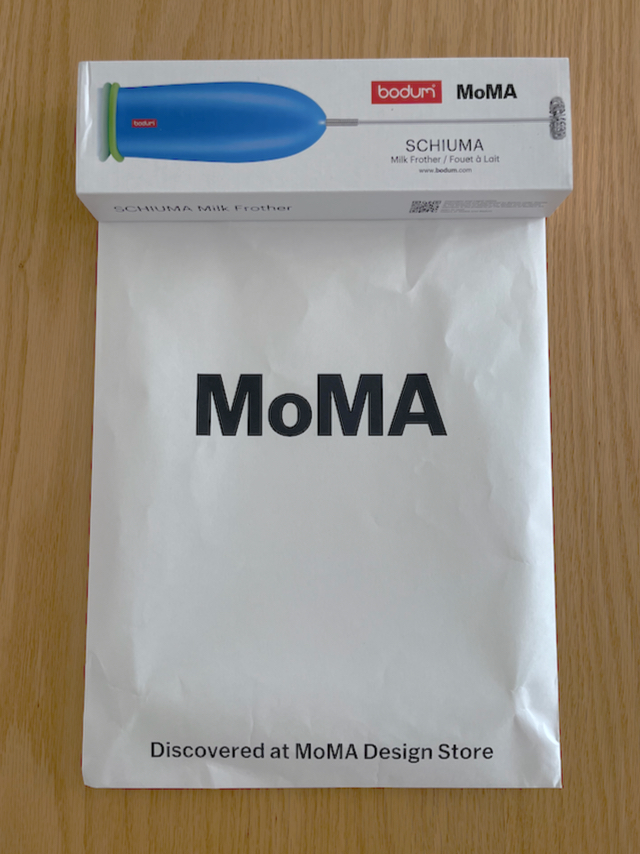 bodum MoMA
bodum
SCHIUMA
Milk Frother / Fouet à Lait
www.bodum.com
SCHIUMA Milk Frother
MoMA
Discovered at MoMA Design Store